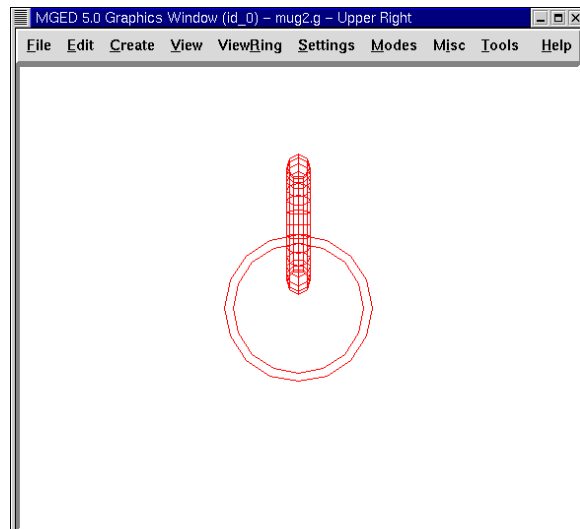 MGED 5.0 Graphics Window (id_0) – mug2.g – Upper Right
File Edit Create View ViewRing Settings Modes Misc Tools Help